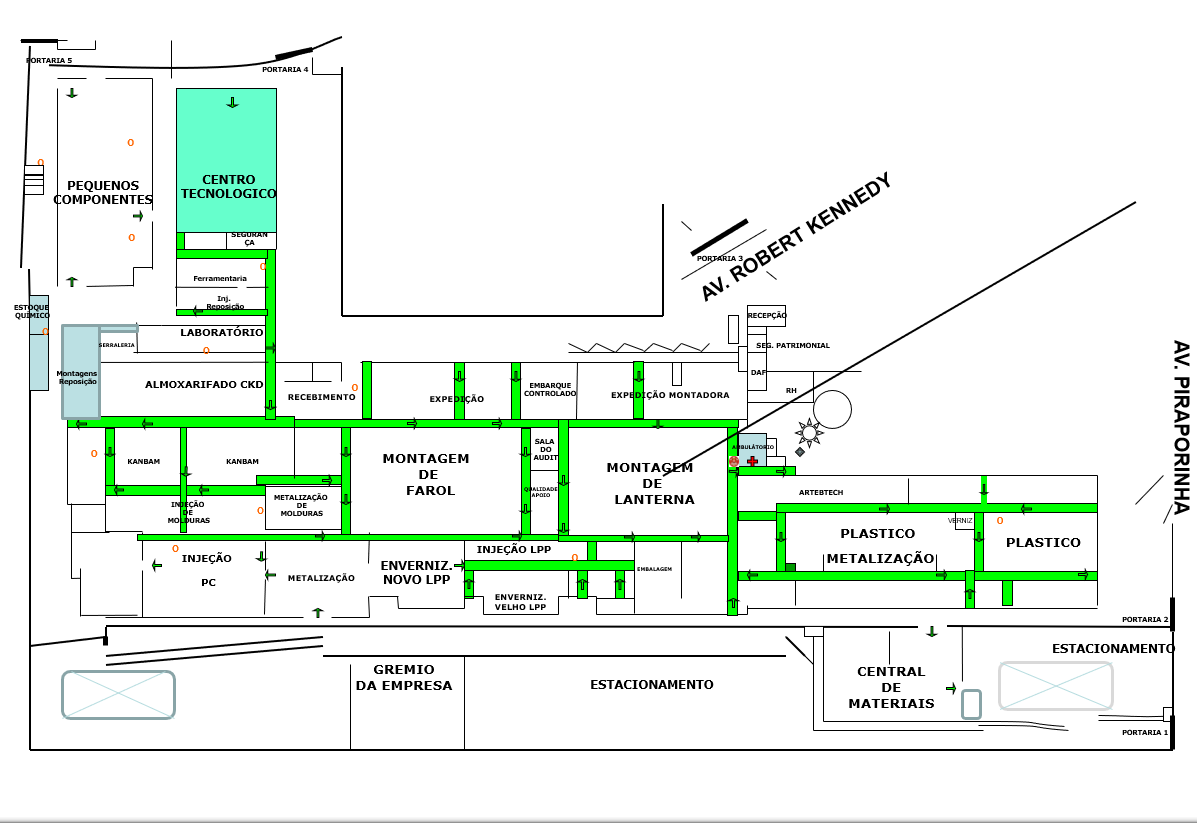 PORTARIA 5
PORTARIA 4
O
O
PEQUENOS
COMPONENTES
O
CENTRO
TECNOLOGICO
SEGURAN
ÇA
O
Ferramentaria
Inj.
Reposição
ESTOQUE
QUIMICO
O
LABORATÓRIO
SERRALERIA
O
Montagens
Reposição
ALMOXARIFADO CKD
RECEBIMENTO
O
EXPEDIÇÃO
EMBARQUE
CONTROLADO
EXPEDIÇÃO MONTADORA
PORTARIA 3
AV. ROBERT KENNEDY
RECEPÇÃO
SEG. PATRIMONIAL
DAF
RH
AMBULATÓRIO
AV. PIRAPORINHA
O
KANBAM
KANBAM
MONTAGEM
DE
FAROL
SALA
DO
AUDIT
QUALIDADE
APOIO
MONTAGEM
DE
LANTERNA
INJEÇÃO
DE
MOLDURAS
O
METALIZAÇÃO
DE
MOLDURAS
ARTEBTECH
VERNIZ
O
PLASTICO
METALIZAÇÃO
PLASTICO
O
INJEÇÃO
PC
METALIZAÇÃO
ENVERNIZ.
NOVO LPP
INJEÇÃO LPP
O
EMBALAGEM
ENVERNIZ.
VELHO LPP
PORTARIA 2
ESTACIONAMENTO
GREMIO
DA EMPRESA
ESTACIONAMENTO
CENTRAL
DE
MATERIAIS
PORTARIA 1